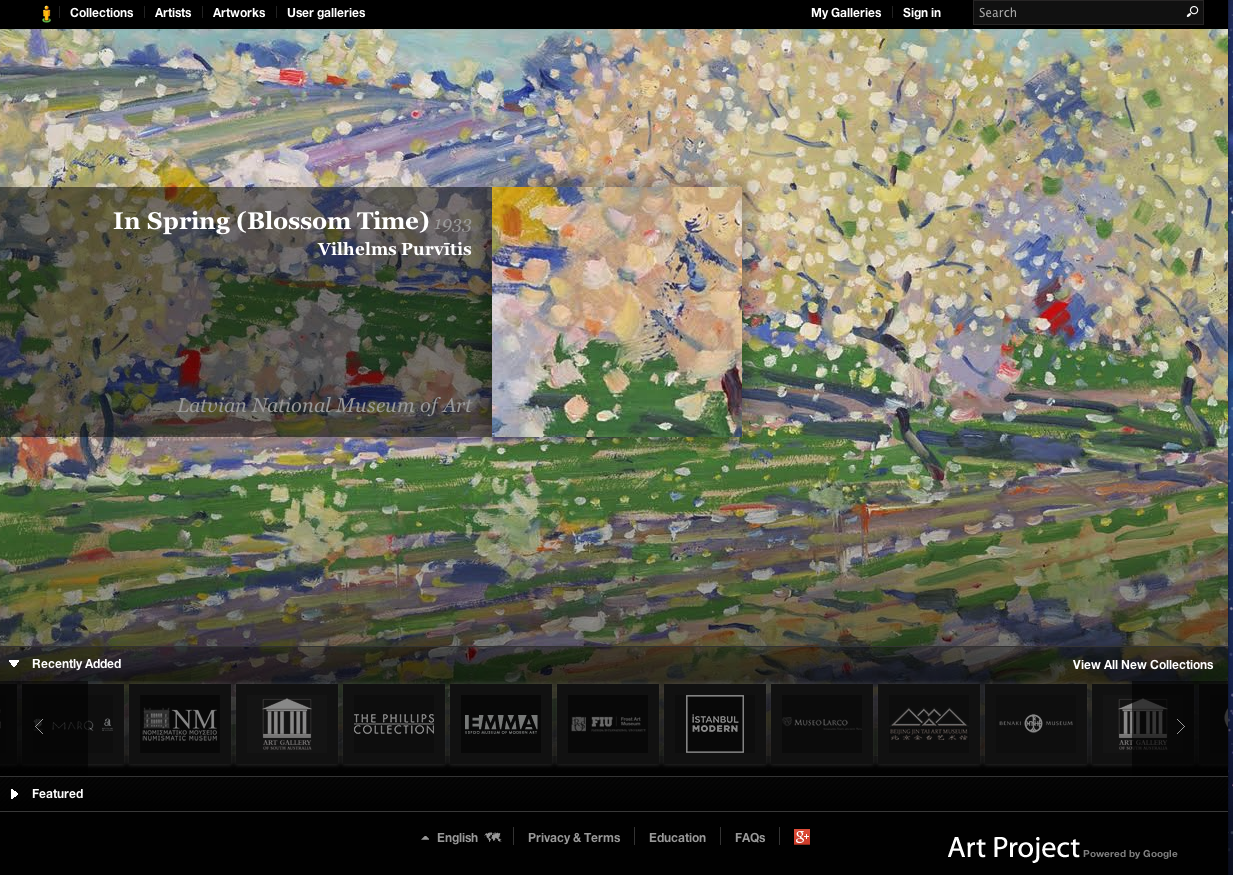 Collections Artists Artworks User galleries My Galleries Sign in Search
In Spring (Blossom Time) 1933
Vilhelms Purvītis
Latvian National Museum of Art
Recently Added View All New Collections
MARQ
NM
ΝΟΜΙΣΜΑΤΙΚΟ ΜΟΥΣΕΙΟ
NUMISMATIC MUSEUM
ART GALLERY
OF SOUTH AUSTRALIA
THE PHILLIPS
COLLECTION
EMMA
ESPOO MUSEUM OF MODERN ART
FIU Frost Art
Museum
İSTANBUL
MODERN
MUSEO LARCO
BEIJING JIN TAI ART MUSEUM
BENAKI MUSEUM
ART GALLERY
OF SOUTH AUSTRALIA
Featured
English Privacy & Terms Education FAQs g+
Art Project Powered by Google